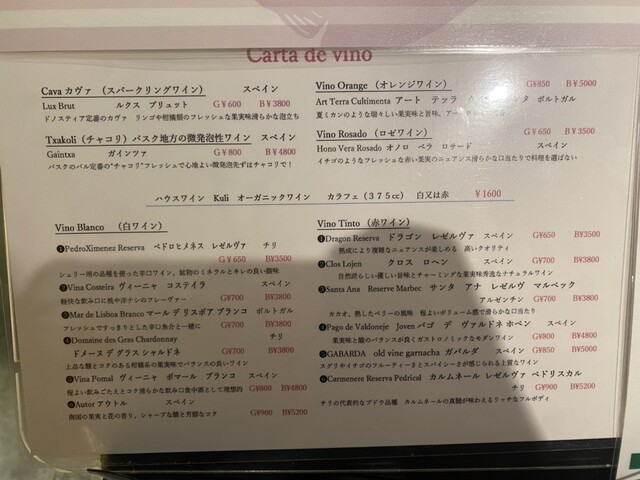 Carta de vino
Cava カヴァ （スパークリングワイン） スペイン
Lux Brut ルクス ブリュット G￥600 B￥3800
ドノスティア定番のカヴァ リンゴや柑橘類のフレッシュな果実味滑らかな泡立ち
Txakoli（チャコリ）バスク地方の微発泡性ワイン スペイン
Gaintxa ガインツァ G￥800 B￥4800
バスクのバル定番の"チャコリ"フレッシュで心地よい微発泡先ずはチャコリで！
Vino Orange （オレンジワイン） G¥850 B￥5000
Art Terra Cultimenta アート テッラ ポルトガル
夏ミカンのような瑞々しい果実味と旨味、
Vino Rosado （ロゼワイン） G￥650 B￥3500
Hono Vera Rosado オノロ ベラ ロサード スペイン
イチゴのようなフレッシュな赤い果実のニュアンス滑らかな口当たりで料理を選ばない
ハウスワイン Kuli オーガニックワイン カラフェ（375cc） 白又は赤 ￥1600
Vino Blanco （白ワイン）
❶PedroXimenez Reserva ペドロヒメネス レゼルヴァ チリ
G￥650 B¥3500
シェリー用の品種を使った辛口ワイン、鉱物のミネラルとキレの良い酸味
❷Vina Costeira ヴィーニャ コステイラ スペイン
軽快な飲み口に桃や洋ナシのフレーヴァー G¥700 B¥3800
❸Mar de Lisboa Branco マール デ リスボア ブランコ ポルトガル
フレッシュですっきりとした辛口魚介と一緒に G¥700 B¥3800
❹Domaine des Gras Chardonnay チリ
ドメーヌ デグラス シャルドネ G¥700 B¥3800
上品な酸とコクのある柑橘系の果実味でバランスの良いワイン
❺Vina Pomal ヴィーニャ ポマール ブランコ スペイン
程よい飲みごたえとコク滑らかな飲み口食中酒として理想的 G¥800 B¥4800
❻Autor アウトル スペイン
南国の果実と花の香り、シャープな酸と芳醇なコク G¥900 B¥5200
Vino Tinto （赤ワイン）
❶Dragon Reserva ドラゴン レゼルヴァ スペイン G¥650 B¥3500
熟成により複雑なニュアンスが楽しめる 高いクオリティ
❷Clos Lojen クロス ロヘン スペイン G¥700 B¥3800
自然派らしい優しい旨味とチャーミングな果実味秀逸なナチュラルワイン
❸Santa Ana Reserve Marbec サンタ アナ レゼルヴ マルベック
アルゼンチン G¥700 B¥3800
カカオ、熟したベリーの風味 程よいボリューム感で滑らかな口当たり
❹Pago de Valdoneje Joven パゴ デ ヴァルドネ ホベン スペイン
果実味と酸のバランスが良くガストロノミックなモダンワイン G¥800 B¥4800
❺GABARDA old vine garnacha ガバルダ スペイン G¥850 B¥5000
スグリやイチゴのフルーティーさとスパイシーさが感じられる上質なワイン
❻Carmenere Reserva Pedrical カルムネール レゼルヴァ ペドリスカル
チリ G¥900 B¥5200
チリの代表的なブドウ品種 カルムネールの真髄が味わえるリッチなフルボディ